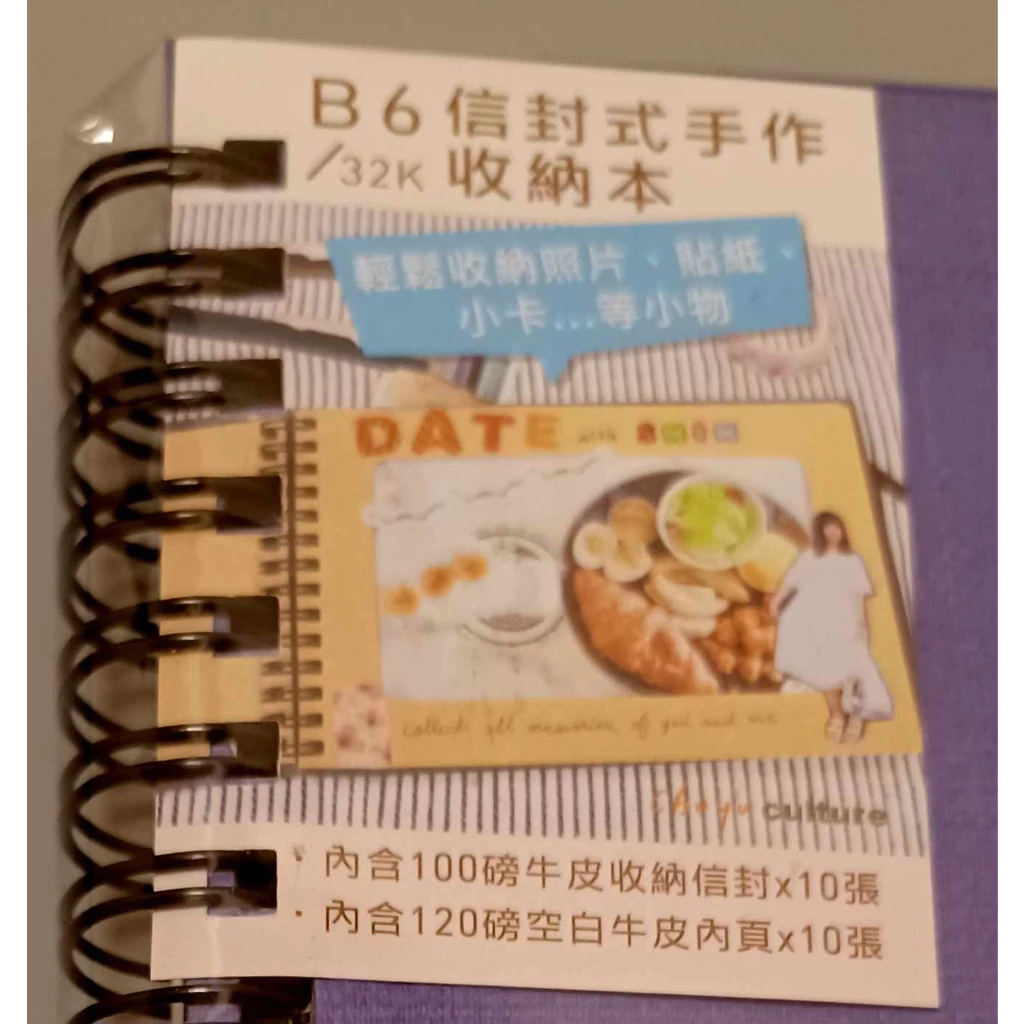 B6信封式手作
/32K 收納本
輕鬆收納照片、貼紙、
小卡...等小物
DATE with
collect all memories of you and me
culture
· 內含100磅牛皮收納信封x10張
· 內含120磅空白牛皮內頁x10張